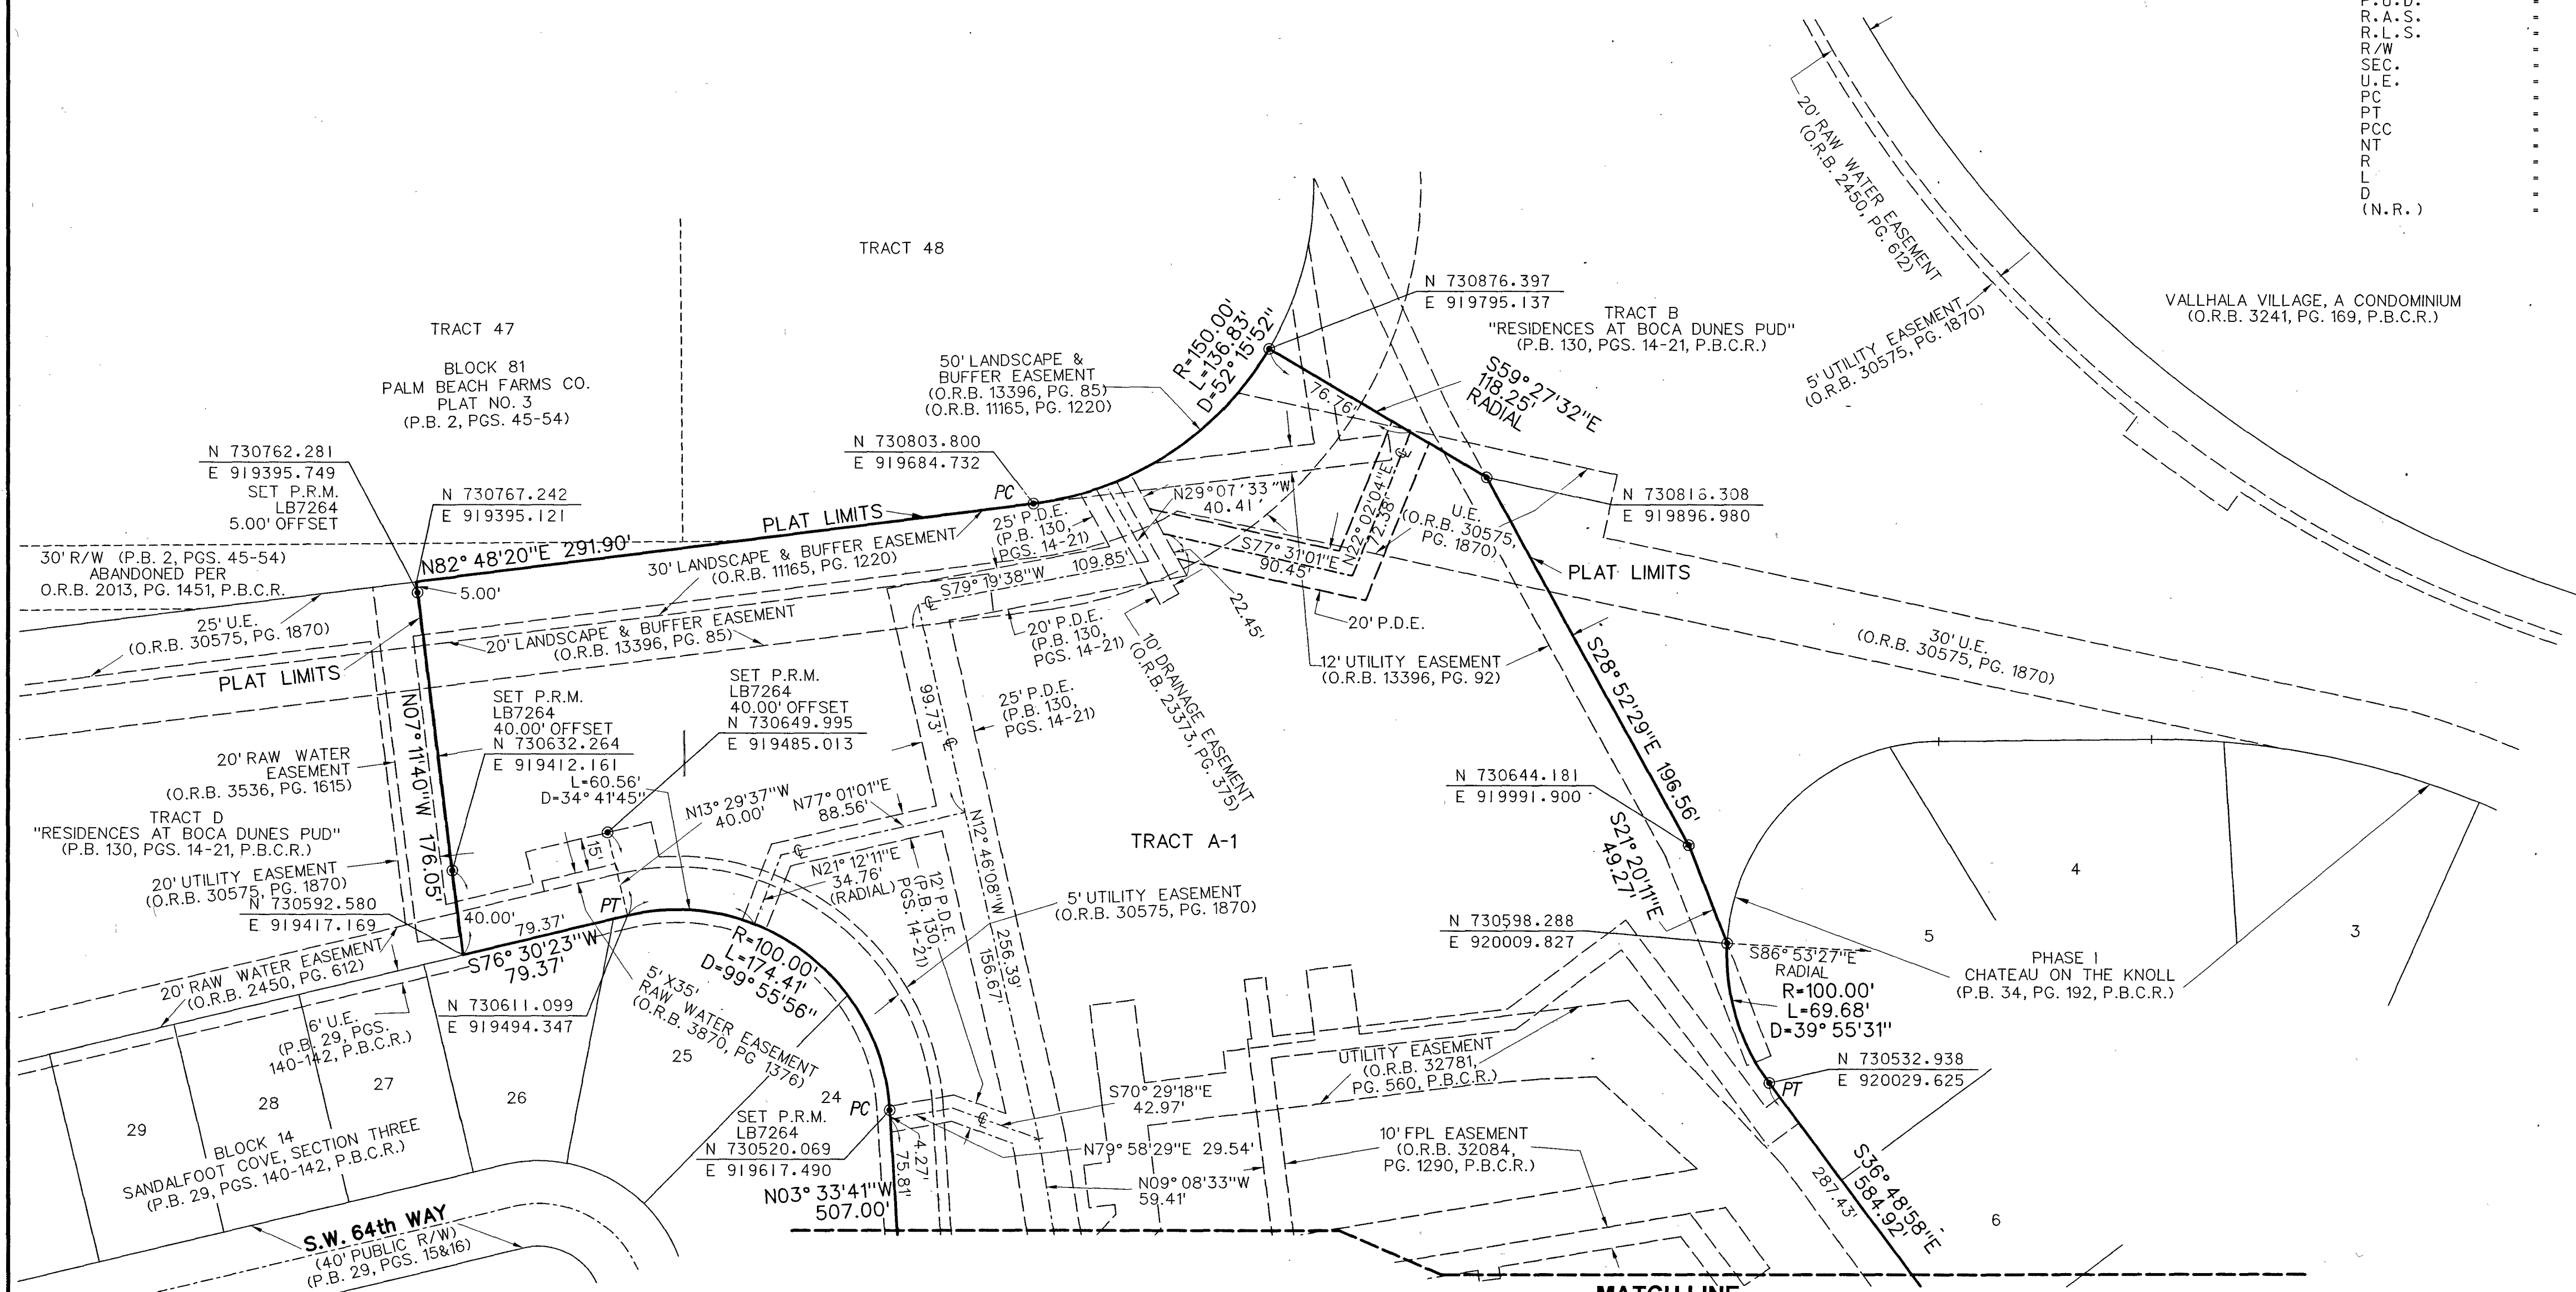 P.U.D. =
R.A.S. =
R.L.S. =
R/W =
SEC. =
U.E. =
PC =
PT =
PCC =
NT =
R =
L =
D =
(N.R.) =
20' RAW WATER EASEMENT
(O.R.B. 2450, PG. 612)
VALLHALA VILLAGE, A CONDOMINIUM
(O.R.B. 3241, PG. 169, P.B.C.R.)
5' UTILITY EASEMENT
(O.R.B. 30575, PG. 1870)
TRACT 48
TRACT 47
BLOCK 81
PALM BEACH FARMS CO.
PLAT NO. 3
(P.B. 2, PGS. 45-54)
N 730876.397
E 919795.137
TRACT B
"RESIDENCES AT BOCA DUNES PUD"
(P.B. 130, PGS. 14-21, P.B.C.R.)
50' LANDSCAPE &
BUFFER EASEMENT
(O.R.B. 13396, PG. 85)
(O.R.B. 11165, PG. 1220)
R=150.00'
L=136.83'
D=52°15'52"
76.76'
S59°27'32"E
118.25'
RADIAL
N 730762.281
E 919395.749
SET P.R.M.
LB7264
5.00' OFFSET
N 730767.242
E 919395.121
N 730803.800
E 919684.732
PC
PLAT LIMITS
N82°48'20"E 291.90'
30' LANDSCAPE & BUFFER EASEMENT
(O.R.B. 11165, PG. 1220)
25' P.D.E.
(P.B. 130,
PGS. 14-21)
N29°07'33"W
40.41'
N22°02'04"E
72.38'
U.E.
(O.R.B. 30575,
PG. 1870)
N 730816.308
E 919896.980
S77°31'01"E
90.45'
S79°19'38"W 109.85'
PLAT LIMITS
30' R/W (P.B. 2, PGS. 45-54)
ABANDONED PER
O.R.B. 2013, PG. 1451, P.B.C.R.
5.00'
25' U.E.
(O.R.B. 30575, PG. 1870)
20' LANDSCAPE & BUFFER EASEMENT
(O.R.B. 13396, PG. 85)
20' P.D.E.
(P.B. 130,
PGS. 14-21)
22.45'
20' P.D.E.
12' UTILITY EASEMENT
(O.R.B. 13396, PG. 92)
10' DRAINAGE EASEMENT
(O.R.B. 2373, PG. 375)
30' U.E.
(O.R.B. 30575, PG. 1870)
PLAT LIMITS
N07°11'40"W 176.05'
SET P.R.M.
LB7264
40.00' OFFSET
N 730632.264
E 919412.161
SET P.R.M.
LB7264
40.00' OFFSET
N 730649.995
E 919485.013
99.73'
25' P.D.E.
(P.B. 130,
PGS. 14-21)
S28°52'29"E 196.56'
20' RAW WATER
EASEMENT
(O.R.B. 3536, PG. 1615)
L=60.56'
D=34°41'45"
N13°29'37"W
40.00'
N77°01'01"E
88.56'
N 730644.181
E 919991.900
TRACT D
"RESIDENCES AT BOCA DUNES PUD"
(P.B. 130, PGS. 14-21, P.B.C.R.)
15'
N21°12'11"E
34.76'
(RADIAL)
12' P.D.E.
(P.B. 130,
PGS. 14-21)
N12°46'08"W 256.39'
156.67'
TRACT A-1
S21°20'11"E
49.27'
20' UTILITY EASEMENT
(O.R.B. 30575, PG. 1870)
N 730592.580
E 919417.169
40.00'
79.37'
PT
5' UTILITY EASEMENT
(O.R.B. 30575, PG. 1870)
N 730598.288
E 920009.827
4
5
3
S86°53'27"E
RADIAL
R=100.00'
L=69.68'
D=39°55'31"
PHASE I
CHATEAU ON THE KNOLL
(P.B. 34, PG. 192, P.B.C.R.)
20' RAW WATER EASEMENT
(O.R.B. 2450, PG. 612)
S76°30'23"W
79.37'
R=100.00'
L=174.41'
D=99°55'56"
5' X35'
RAW WATER EASEMENT
(O.R.B. 3870, PG 1376)
N 730611.099
E 919494.347
6' U.E.
(P.B. 29, PGS.
140-142, P.B.C.R.)
UTILITY EASEMENT
(O.R.B. 32781,
PG. 560, P.B.C.R.)
N 730532.938
E 920029.625
PT
29
28
27
26
25
24
BLOCK 14
SANDALFOOT COVE, SECTION THREE
(P.B. 29, PGS. 140-142, P.B.C.R.)
PC
SET P.R.M.
LB7264
N 730520.069
E 919617.490
S70°29'18"E
42.97'
N79°58'29"E 29.54'
4.27'
75.81'
N03°33'41"W
507.00'
N09°08'33"W
59.41'
10' FPL EASEMENT
(O.R.B. 32084,
PG. 1290, P.B.C.R.)
S36°48'58"E
584.92'
287.43'
6
S.W. 64th WAY
(40' PUBLIC R/W)
(P.B. 29, PGS. 15&16)
MATCH LINE